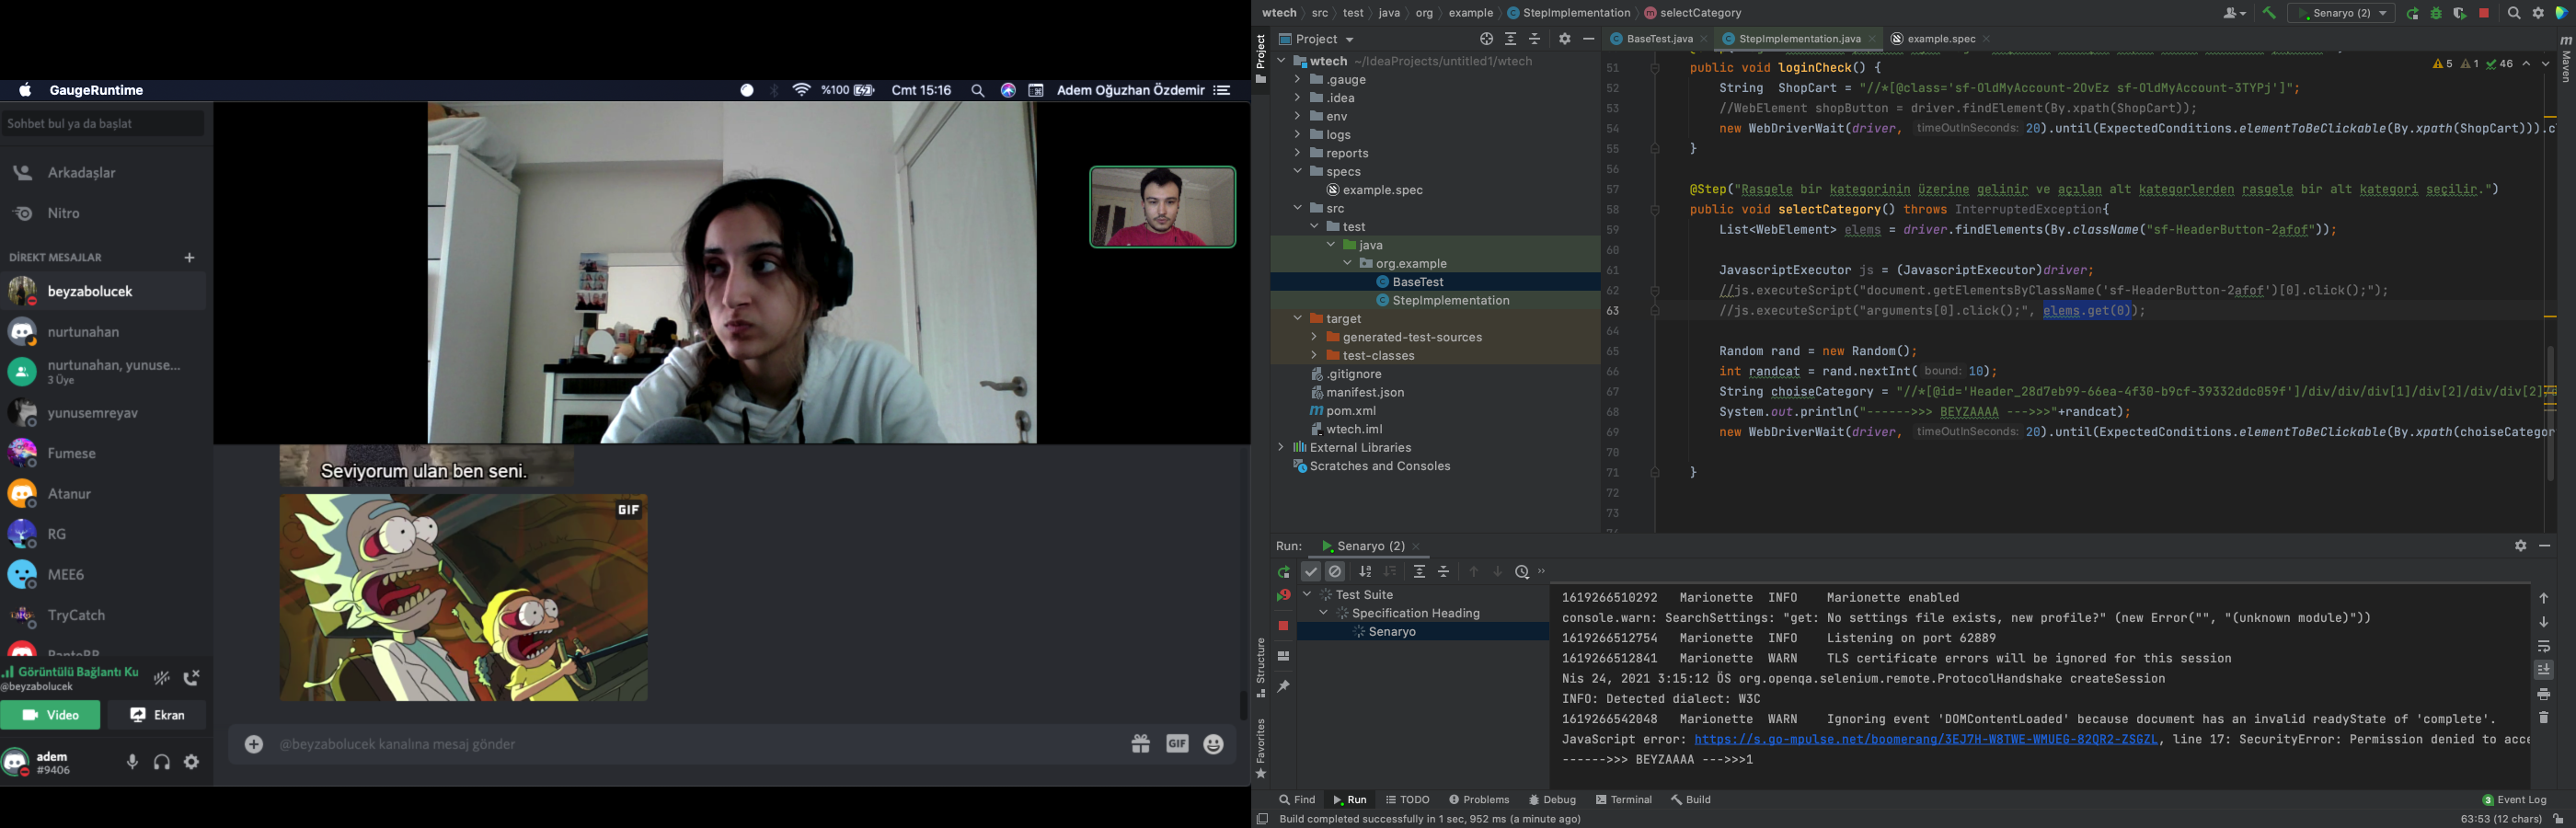 GaugeRuntime
%100
Cmt 15:16
Adem Oğuzhan Özdemir
Sohbet bul ya da başlat
Arkadaşlar
Nitro
DİREKT MESAJLAR
beyzabolucek
nurtunahan
nurtunahan, yunuse...
3 Üye
yunusemreyav
Fumese
Atanur
RG
MEE6
TryCatch
Görüntülü Bağlantı Ku
@beyzabolucek
Video
Ekran
adem
#9406
Seviyorum ulan ben seni.
GIF
@beyzabolucek kanalına mesaj gönder
GIF
wtech
src
test
java
org
example
StepImplementation
selectCategory
Senaryo (2)
Project
Project
BaseTest.java
StepImplementation.java
example.spec
Maven
wtech ~/IdeaProjects/untitled1/wtech
.gauge
.idea
env
logs
reports
specs
example.spec
src
test
java
org.example
BaseTest
StepImplementation
target
generated-test-sources
test-classes
.gitignore
manifest.json
pom.xml
wtech.iml
External Libraries
Scratches and Consoles
5 1 46
51 public void loginCheck() {
52 String ShopCart = "//*[@class='sf-OldMyAccount-2OvEz sf-OldMyAccount-3TYPj']";
53 //WebElement shopButton = driver.findElement(By.xpath(ShopCart));
54 new WebDriverWait(driver, timeOutInSeconds: 20).until(ExpectedConditions.elementToBeClickable(By.xpath(ShopCart))).c
55 }
56
57 @Step("Rasgele bir kategorinin üzerine gelinir ve açılan alt kategorlerden rasgele bir alt kategori seçilir.")
58 public void selectCategory() throws InterruptedException{
59 List<WebElement> elems = driver.findElements(By.className("sf-HeaderButton-2afof"));
60
61 JavascriptExecutor js = (JavascriptExecutor)driver;
62 //js.executeScript("document.getElementsByClassName('sf-HeaderButton-2afof')[0].click();");
63 //js.executeScript("arguments[0].click();", elems.get(0));
64
65 Random rand = new Random();
66 int randcat = rand.nextInt( bound: 10);
67 String choiseCategory = "//*[@id='Header_28d7eb99-66ea-4f30-b9cf-39332ddc059f']/div/div/div[1]/div[2]/div/div[2]
68 System.out.println("------>>> BEYZAAAA --->>>"+randcat);
69 new WebDriverWait(driver, timeOutInSeconds: 20).until(ExpectedConditions.elementToBeClickable(By.xpath(choiseCategor
70
71 }
72
73
Run: Senaryo (2)
Test Suite
Specification Heading
Senaryo
Structure
Favorites
1619266510292 Marionette INFO Marionette enabled
console.warn: SearchSettings: "get: No settings file exists, new profile?" (new Error("", "(unknown module)"))
1619266512754 Marionette INFO Listening on port 62889
1619266512841 Marionette WARN TLS certificate errors will be ignored for this session
Nis 24, 2021 3:15:12 ÖS org.openqa.selenium.remote.ProtocolHandshake createSession
INFO: Detected dialect: W3C
1619266542048 Marionette WARN Ignoring event 'DOMContentLoaded' because document has an invalid readyState of 'complete'.
JavaScript error: https://s.go-mpulse.net/boomerang/3EJ7H-W8TWE-WMUEG-82QR2-ZSGZL, line 17: SecurityError: Permission denied to acce
------>>> BEYZAAAA --->>>1
Find
Run
TODO
Problems
Debug
Terminal
Build
3 Event Log
Build completed successfully in 1 sec, 952 ms (a minute ago)
63:53 (12 chars)